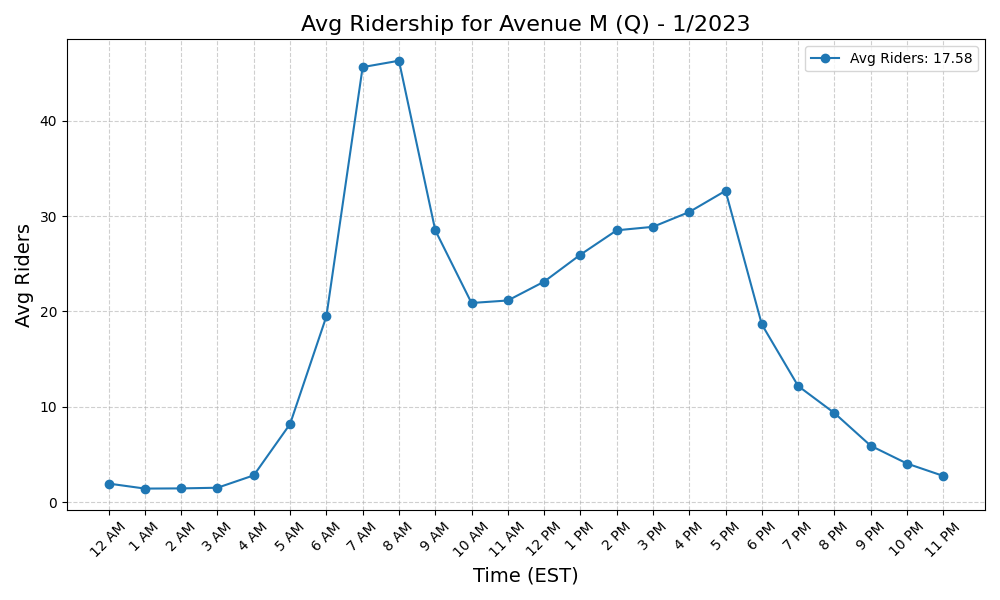 Avg Ridership for Avenue M (Q) - 1/2023
Avg Riders: 17.58
Avg Riders
40
30
20
10
0
12 AM
1 AM
2 AM
3 AM
4 AM
5 AM
6 AM
7 AM
8 AM
9 AM
10 AM
11 AM
12 PM
1 PM
2 PM
3 PM
4 PM
5 PM
6 PM
7 PM
8 PM
9 PM
10 PM
11 PM
Time (EST)